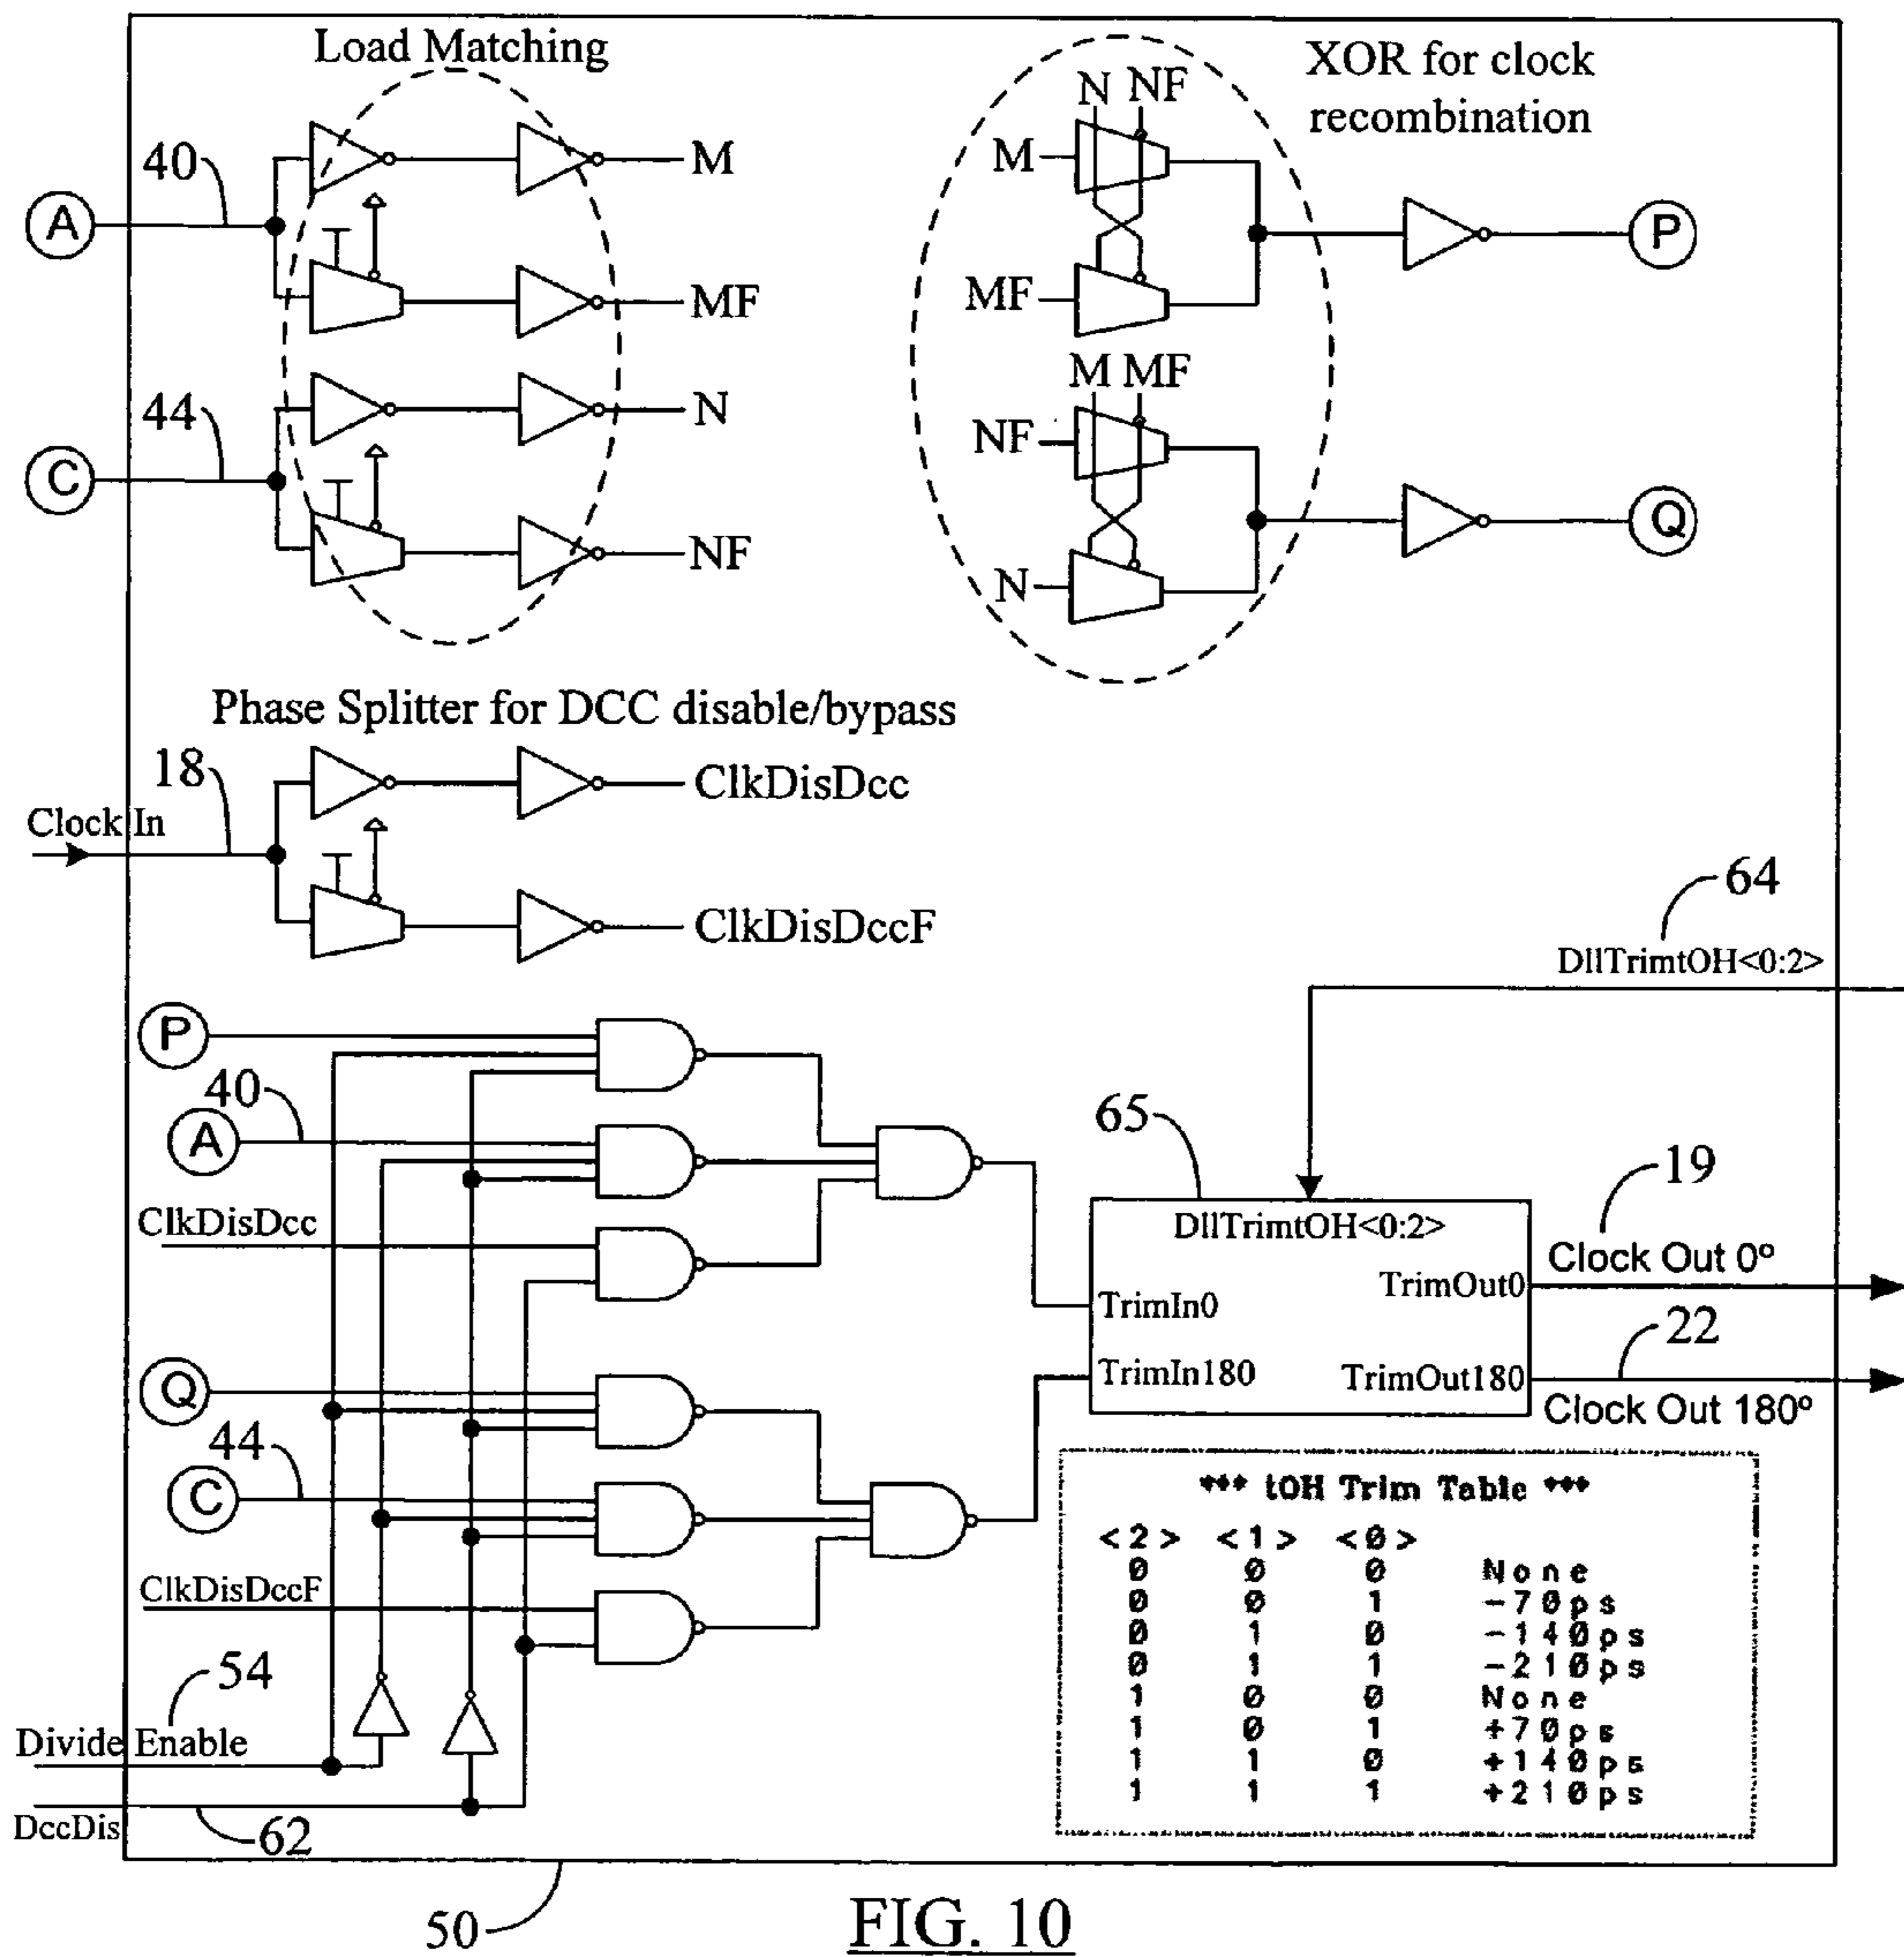 Load Matching
XOR for clock
recombination
N NF
40
M
M
A
P
MF
MF
M MF
44
N
NF
C
Q
NF
N
Phase Splitter for DCC disable/bypass
18
ClkDisDcc
Clock In
64
ClkDisDccF
DllTrimtOH<0:2>
P
40
65
A
19
ClkDisDcc
DllTrimtOH<0:2>
Clock Out 0º
TrimOut0
TrimIn0
22
Q
TrimIn180
TrimOut180
Clock Out 180º
44
*** tOH Trim Table ***
C
<2> <1> <0>
0 0 0 None
ClkDisDccF
0 0 1 -70ps
0 1 0 -140ps
0 1 1 -210ps
54
1 0 0 None
Divide Enable
1 0 1 +70ps
1 1 0 +140ps
1 1 1 +210ps
DccDis
62
50
FIG. 10